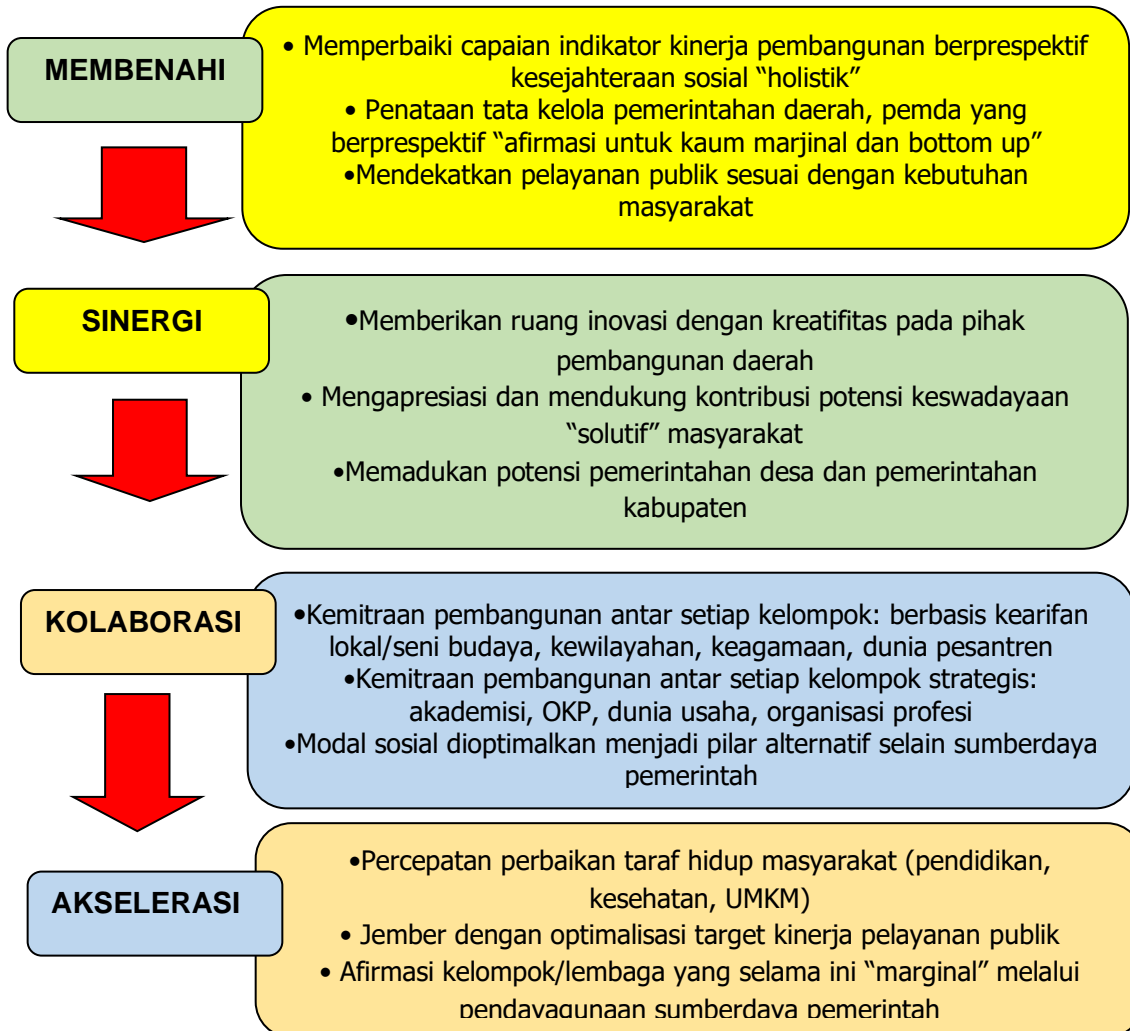 MEMBENAHI
• Memperbaiki capaian indikator kinerja pembangunan berprespektif
kesejahteraan sosial “holistik”
• Penataan tata kelola pemerintahan daerah, pemda yang
berprespektif “afirmasi untuk kaum marjinal dan bottom up”
•Mendekatkan pelayanan publik sesuai dengan kebutuhan
masyarakat
SINERGI
•Memberikan ruang inovasi dengan kreatifitas pada pihak
pembangunan daerah
• Mengapresiasi dan mendukung kontribusi potensi keswadayaan
“solutif” masyarakat
•Memadukan potensi pemerintahan desa dan pemerintahan
kabupaten
KOLABORASI
•Kemitraan pembangunan antar setiap kelompok: berbasis kearifan
lokal/seni budaya, kewilayahan, keagamaan, dunia pesantren
•Kemitraan pembangunan antar setiap kelompok strategis:
akademisi, OKP, dunia usaha, organisasi profesi
•Modal sosial dioptimalkan menjadi pilar alternatif selain sumberdaya
pemerintah
AKSELERASI
•Percepatan perbaikan taraf hidup masyarakat (pendidikan,
kesehatan, UMKM)
• Jember dengan optimalisasi target kinerja pelayanan publik
• Afirmasi kelompok/lembaga yang selama ini “marginal” melalui
pendayagunaan sumberdaya pemerintah